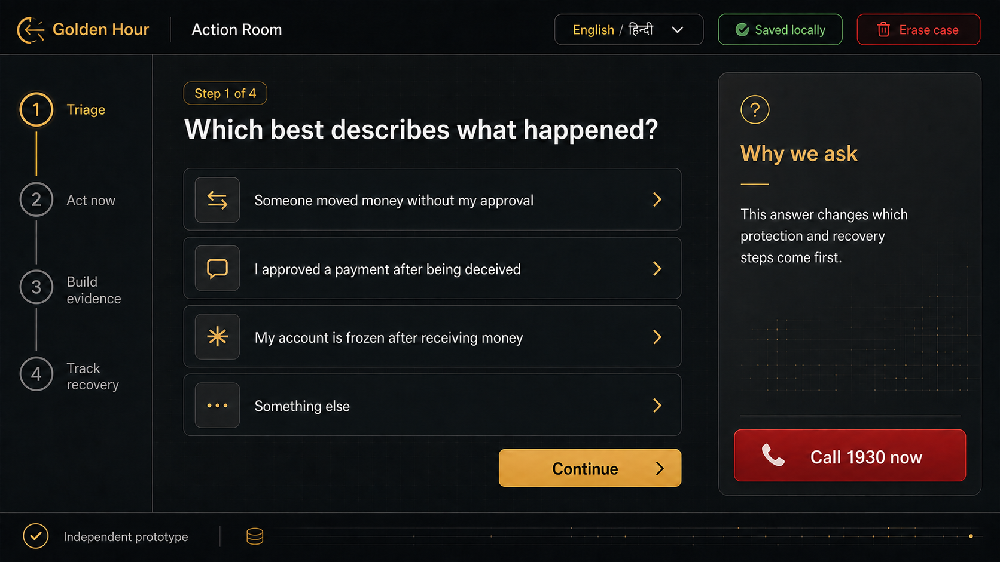 Golden Hour
Action Room
English / हिन्दी
Saved locally
Erase case
1
Triage
2
Act now
3
Build
evidence
4
Track
recovery
Step 1 of 4
Which best describes what happened?
Someone moved money without my approval
I approved a payment after being deceived
My account is frozen after receiving money
Something else
Continue
?
Why we ask
This answer changes which
protection and recovery
steps come first.
Call 1930 now
Independent prototype